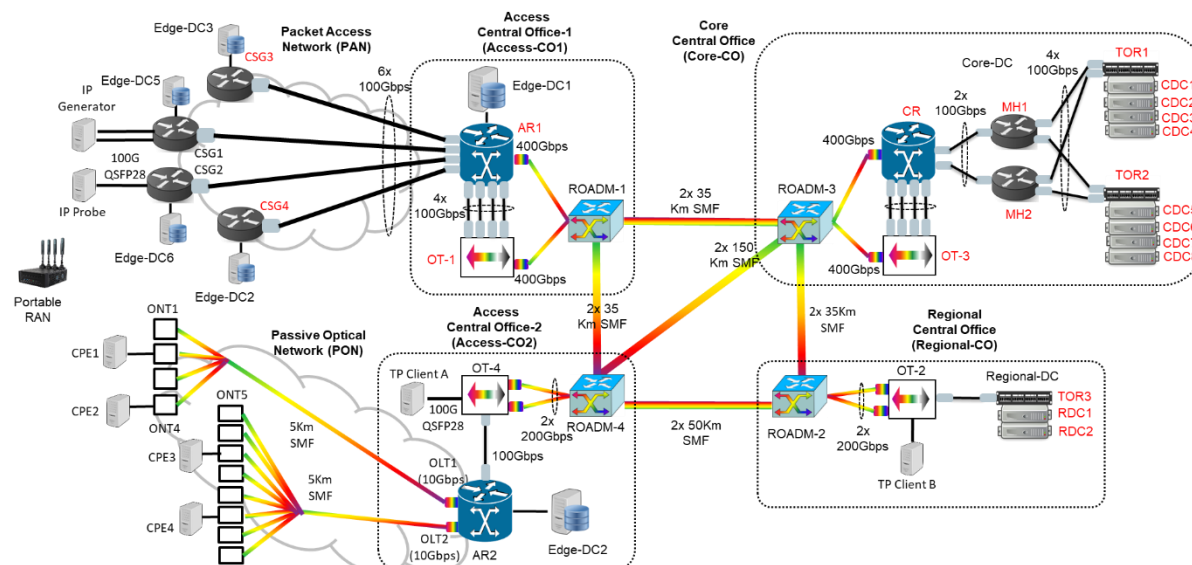 Edge-DC3
Packet Access
Network (PAN)
CSG3
Access
Central Office-1
(Access-CO1)
Core
Central Office
(Core-CO)
Edge-DC5
IP
Generator
6x
100Gbps
Edge-DC1
AR1
400Gbps
Core-DC
4x
100Gbps
TOR1
CDC1
CDC2
CDC3
CDC4
CR
2x
100Gbps
MH1
400Gbps
100G
QSFP28
CSG1
CSG2
IP Probe
CSG4
Edge-DC6
Edge-DC2
4x
100Gbps
ROADM-1
2x 35
Km SMF
ROADM-3
MH2
TOR2
CDC5
CDC6
CDC7
OT-1
400Gbps
2x 150
Km SMF
4x
100Gbps
400Gbps
OT-3
Portable
RAN
2x 35
Km SMF
2x 35Km
SMF
ONT1
Passive Optical
Network (PON)
Access
Central Office-2
(Access-CO2)
Regional
Central Office
(Regional-CO)
CPE1
CPE2
ONT4
ONT5
TP Client A
OT-4
100G
QSFP28
2x
200Gbps
ROADM-4
2x 50Km
SMF
ROADM-2
OT-2
2x
200Gbps
Regional-DC
TOR3
RDC1
RDC2
TP Client B
CPE3
5Km
SMF
5Km
SMF
100Gbps
OLT1
(10Gbps)
CPE4
OLT2
(10Gbps)
AR2
Edge-DC2